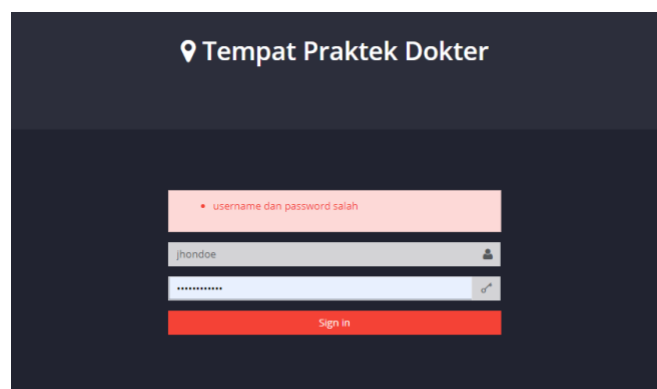 Tempat Praktek Dokter
• username dan password salah
jhondoe
••••••••••••
Sign in